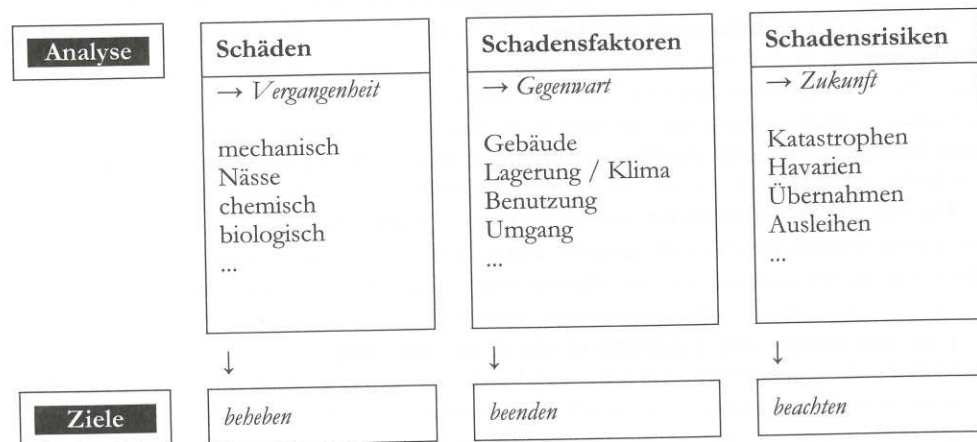 Analyse
Schäden
→ Vergangenheit
mechanisch
Nässe
chemisch
biologisch
...
Schadensfaktoren
→ Gegenwart
Gebäude
Lagerung / Klima
Benutzung
Umgang
...
Schadensrisiken
→ Zukunft
Katastrophen
Havarien
Übernahmen
Ausleihen
...
↓
↓
↓
Ziele
beheben
beenden
beachten